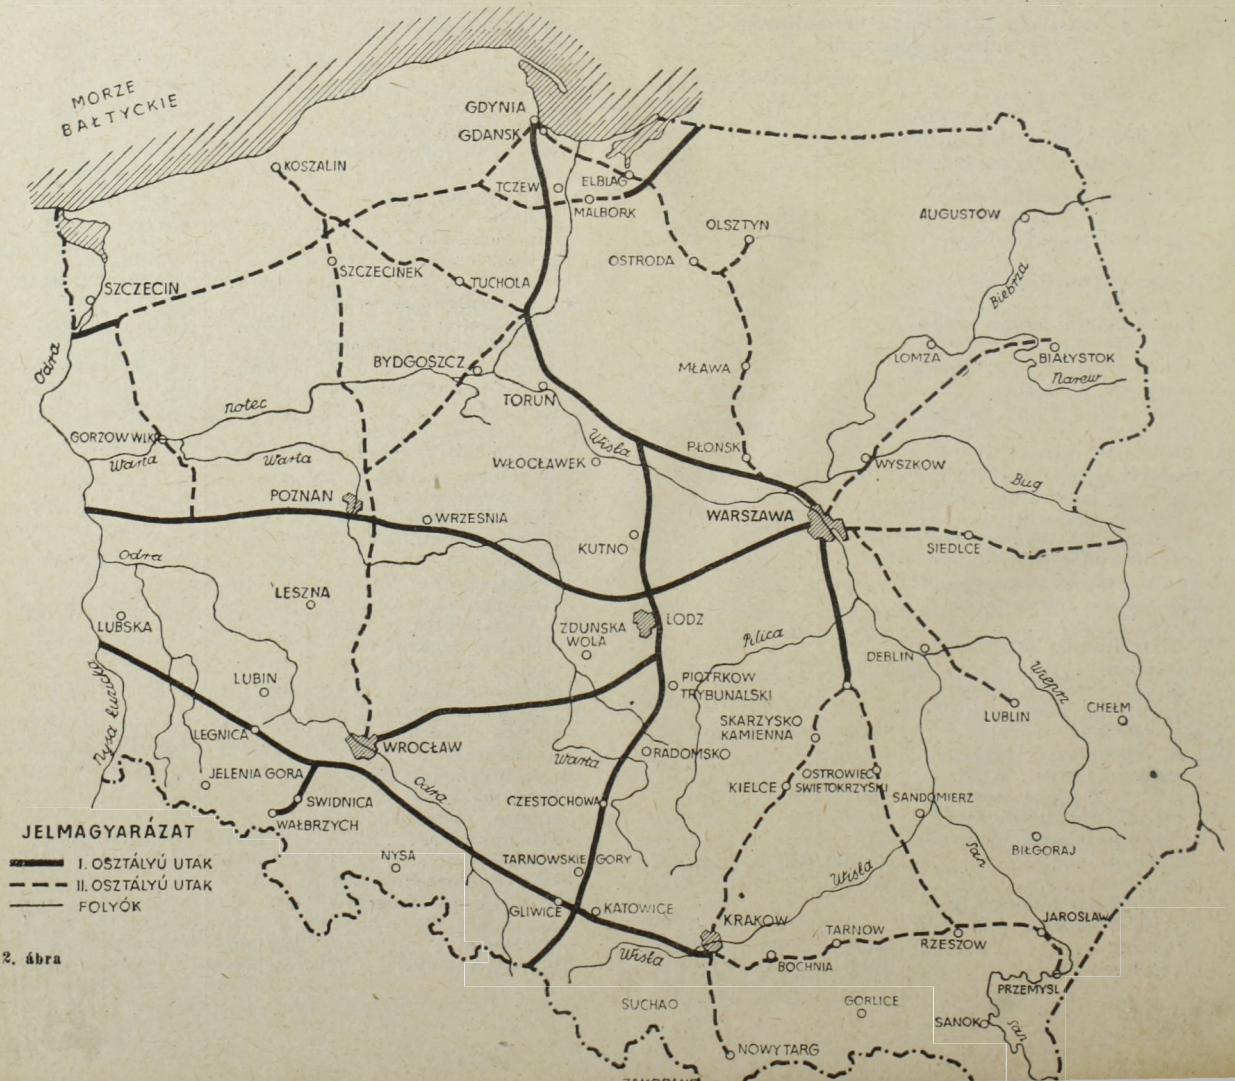 MORZE
BAŁTYCKIE
GDYNIA
GDANSK
KOSZALIN
TCZEW
ELBIAG
MALBORK
OLSZTYN
AUGUSTOW
OSTRODA
SZCZECINEK
TUCHOLA
SZCZECIN
Biebrza
Odra
BYDGOSZCZ
MŁAWA
LOMZA
BIAŁYSTOK
Narew
TORUN
Notec
GORZOW WLK
Warta
Warta
Wisła
WŁOCŁAWEK
PŁONSK
WYSZKOW
Bug
POZNAN
WRZESNIA
WARSZAWA
KUTNO
SIEDLCE
Odra
LESZNA
LUBSKA
ZDUNSKA
WOLA
LODZ
Pilica
DEBLIN
Wieprz
LUBIN
PIOTRKOW
TRYBUNALSKI
LUBLIN
CHEŁM
Nysa Łużycka
LEGNICA
WROCŁAW
SKARZYSKO
KAMIENNA
RADOMSKO
Warta
JELENIA GORA
Odra
KIELCE
OSTROWIEC
SWIETOKRZYSKI
SANDOMIERZ
SWIDNICA
WAŁBRZYCH
CZESTOCHOWA
JELMAGYARÁZAT
I. OSZTÁLYÚ UTAK
II. OSZTÁLYÚ UTAK
FOLYÓK
NYSA
TARNOWSKIE GORY
San
BIŁGORAJ
Wisła
GLIWICE
KATOWICE
KRAKOW
TARNOW
RZESZOW
JAROSŁAW
2. ábra
Wisła
BOCHNIA
PRZEMYSL
SUCHAO
GORLICE
SANOK
San
NOWY TARG